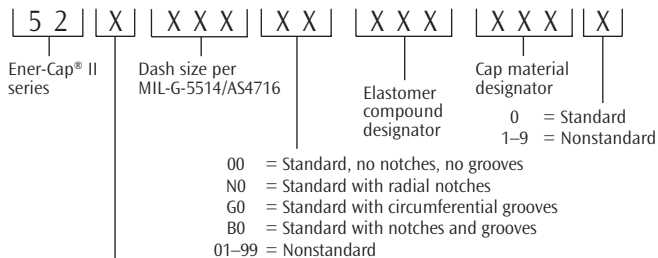 5 2 X X X X X X X X X X X X X
Ener-Cap® II series
Dash size per MIL-G-5514/AS4716
Elastomer compound designator
Cap material designator
0 = Standard
1–9 = Nonstandard
00 = Standard, no notches, no grooves
N0 = Standard with radial notches
G0 = Standard with circumferential grooves
B0 = Standard with notches and grooves
01–99 = Nonstandard